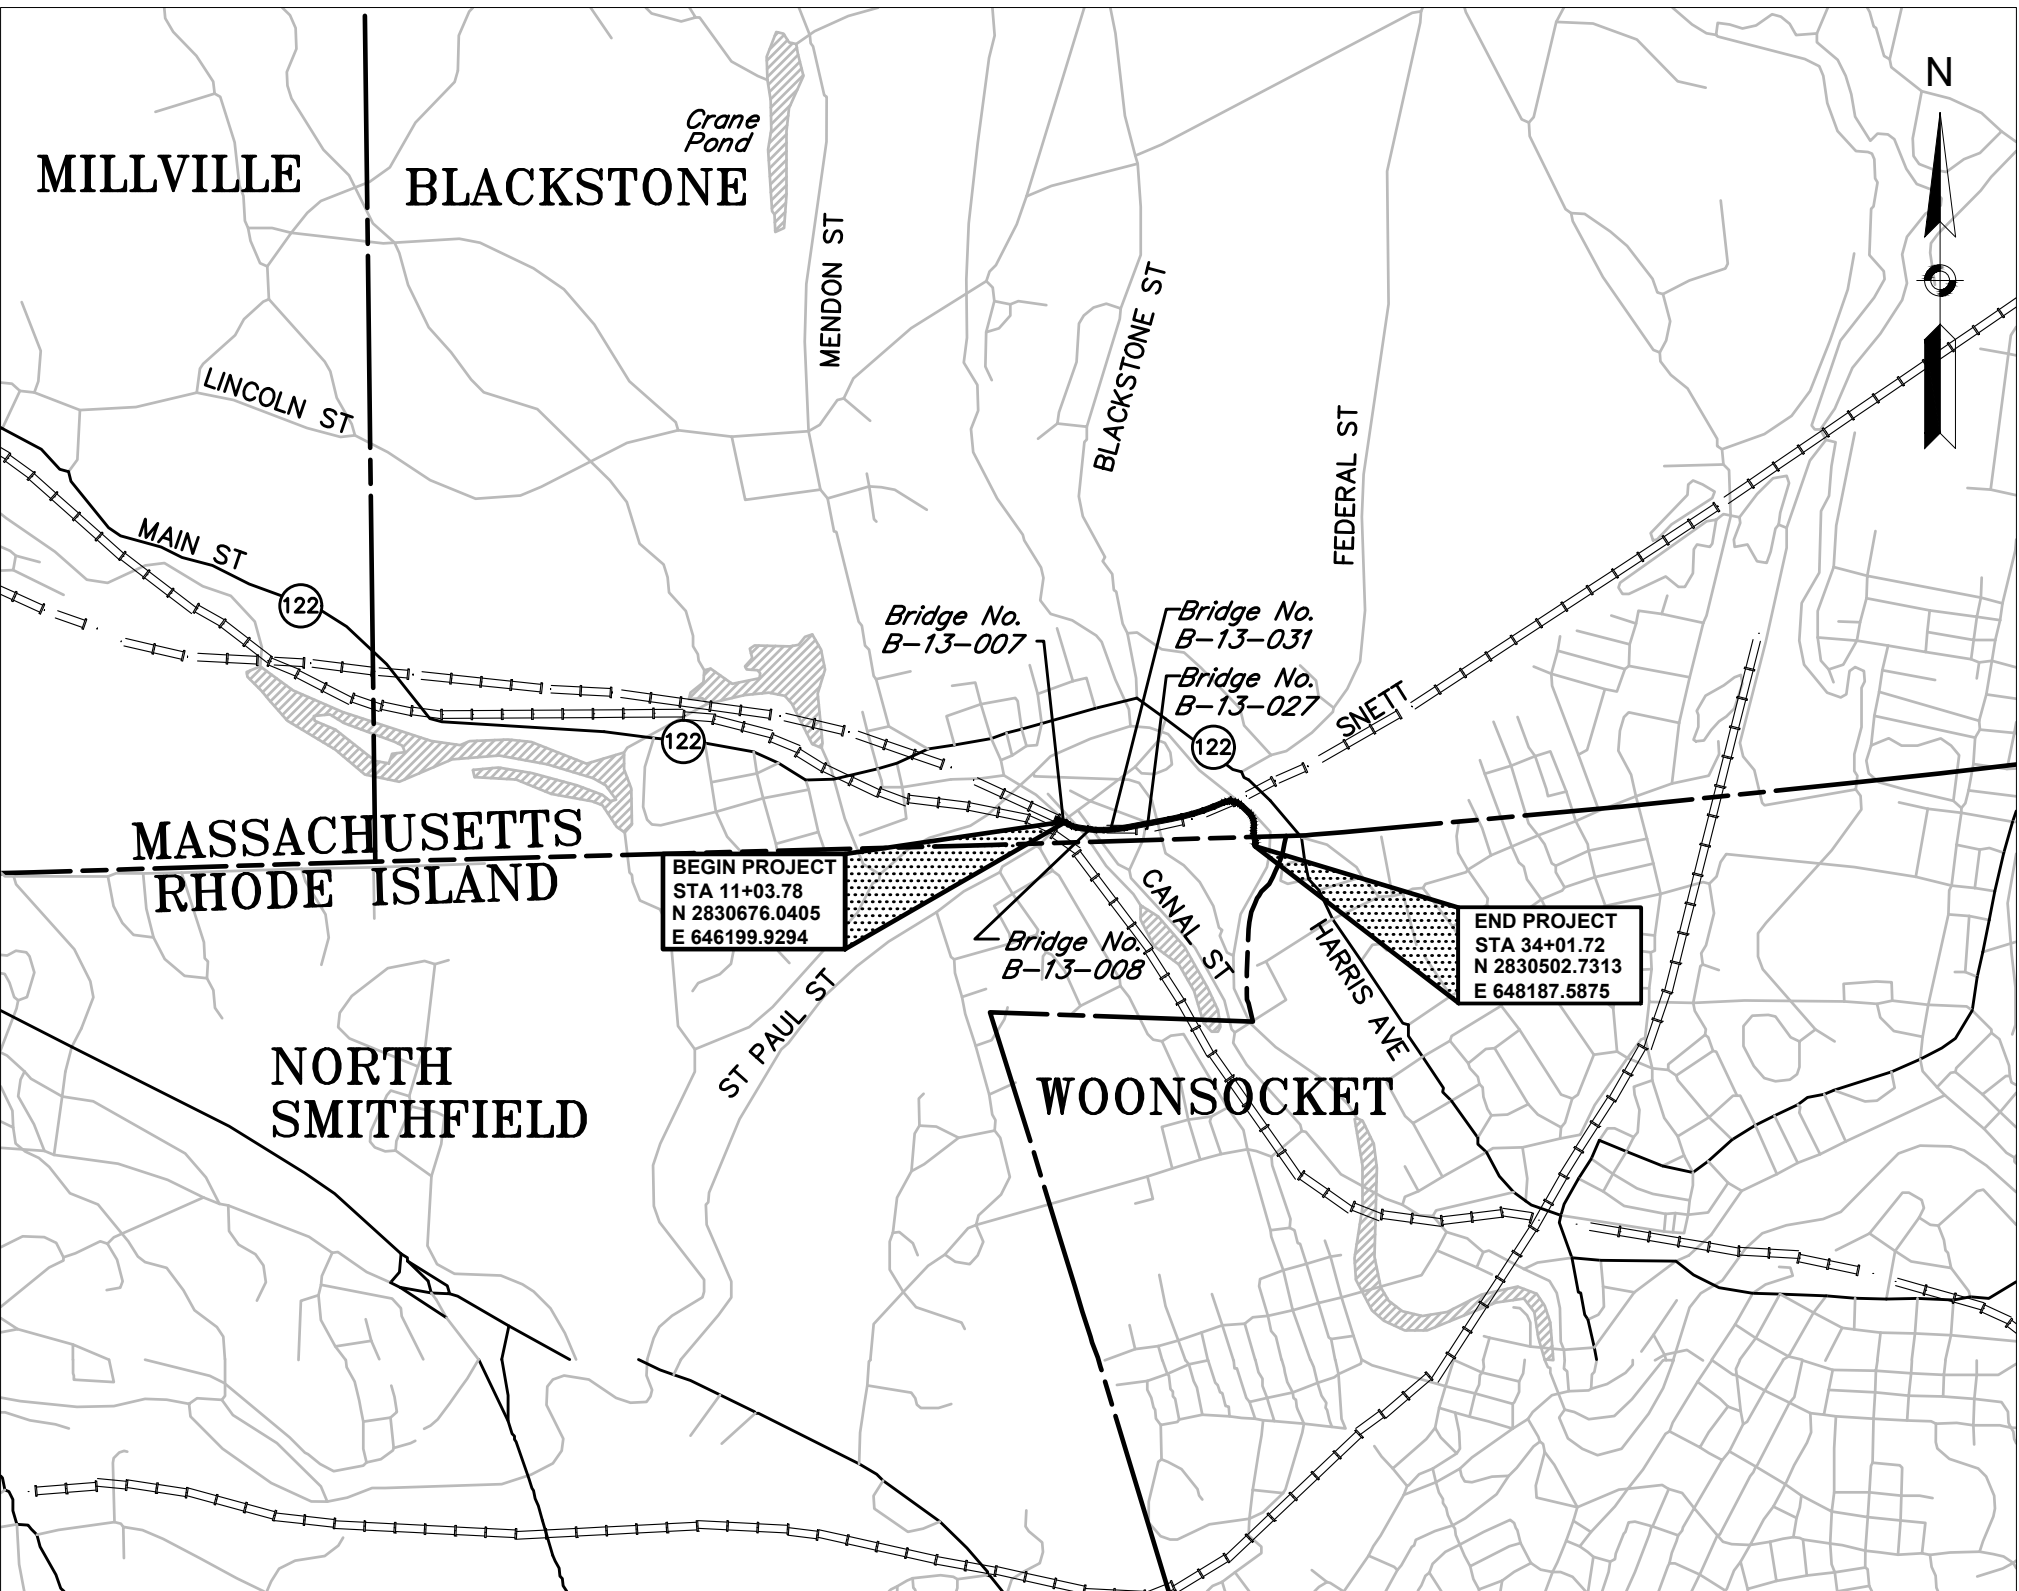 N
Crane
Pond
MILLVILLE
BLACKSTONE
MENDON ST
BLACKSTONE ST
LINCOLN ST
FEDERAL ST
MAIN ST
122
Bridge No.
B-13-007
Bridge No.
B-13-031
Bridge No.
B-13-027
SNETT
122
122
MASSACHUSETTS
RHODE ISLAND
BEGIN PROJECT
STA 11+03.78
N 2830676.0405
E 646199.9294
CANAL ST
HARRIS AVE
END PROJECT
STA 34+01.72
N 2830502.7313
E 648187.5875
Bridge No.
B-13-008
ST PAUL ST
NORTH
SMITHFIELD
WOONSOCKET